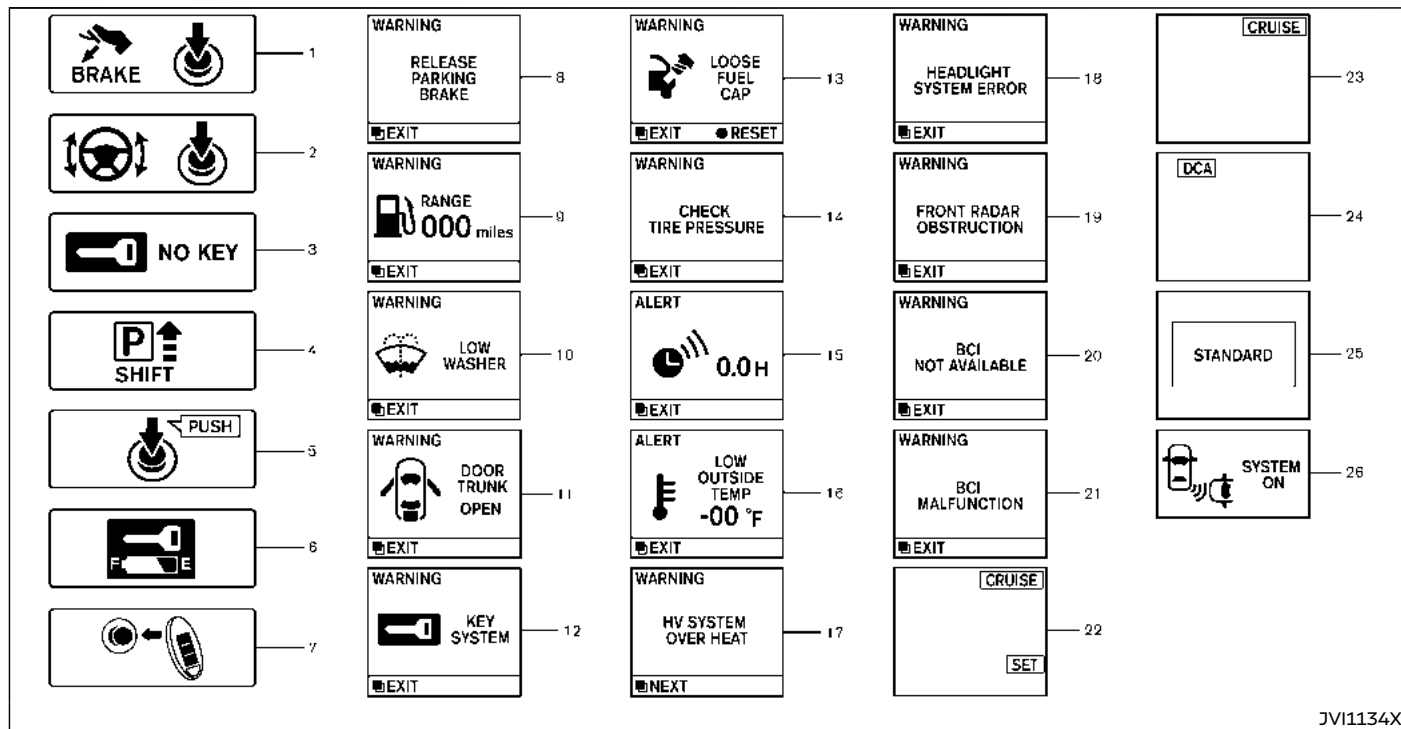 BRAKE
1
2
NO KEY
3
P
SHIFT
4
PUSH
5
F E
6
7
WARNING
RELEASE
PARKING
BRAKE
EXIT
8
WARNING
RANGE
000 miles
EXIT
9
WARNING
LOW
WASHER
EXIT
10
WARNING
DOOR
TRUNK
OPEN
EXIT
11
WARNING
KEY
SYSTEM
EXIT
12
WARNING
LOOSE
FUEL
CAP
EXIT RESET
13
WARNING
CHECK
TIRE PRESSURE
EXIT
14
ALERT
0.0 H
EXIT
15
ALERT
LOW
OUTSIDE
TEMP
-00 °F
EXIT
16
WARNING
HV SYSTEM
OVER HEAT
NEXT
17
WARNING
HEADLIGHT
SYSTEM ERROR
EXIT
18
WARNING
FRONT RADAR
OBSTRUCTION
EXIT
19
WARNING
BCI
NOT AVAILABLE
EXIT
20
WARNING
BCI
MALFUNCTION
EXIT
21
CRUISE
SET
22
CRUISE
23
DCA
24
STANDARD
25
SYSTEM
ON
26
JVI1134X